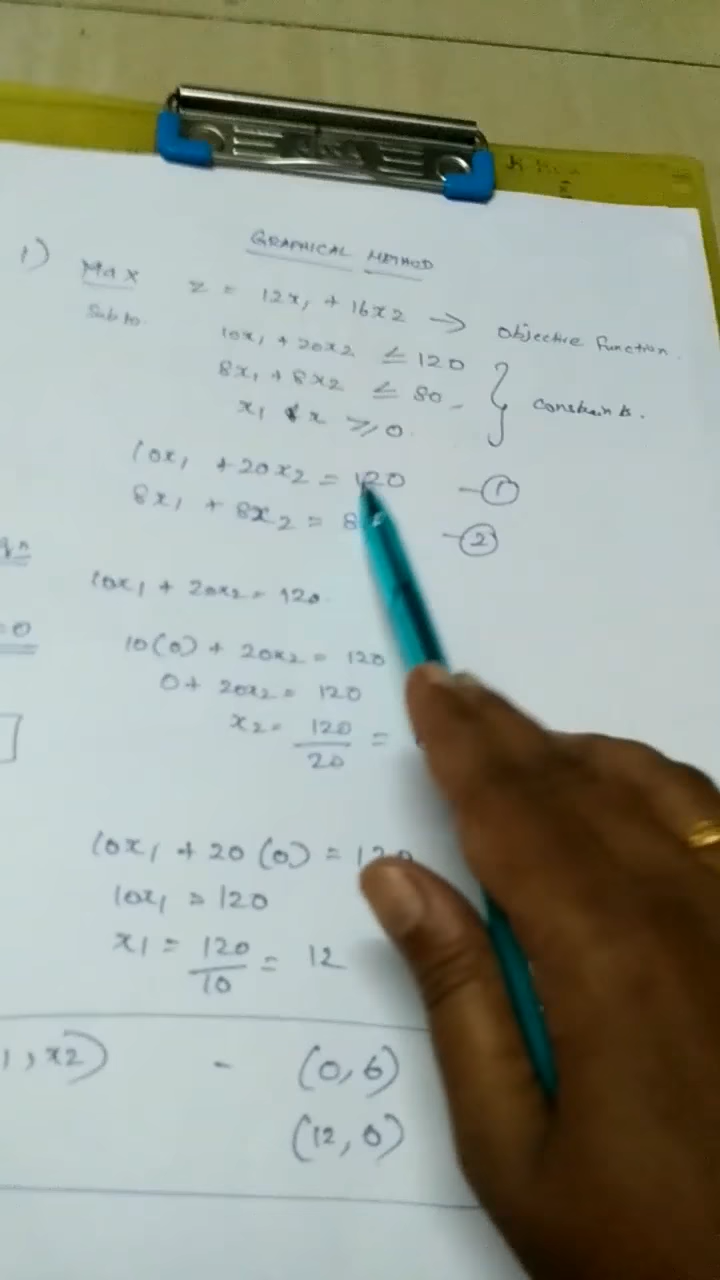 GRAPHICAL METHOD
1) Max z = 12x₁ + 16x2 → Objective function.
Sub to.
10x₁ + 20x2 ≤ 120
8x₁ + 8x2 ≤ 80 Constraints.
x₁ & x ≥ 0.
10x₁ + 20x2 = 120 - ①
8x₁ + 8x2 = 8 - ②
10x₁ + 20x2 = 120.
= 0
10(0) + 20x2 = 120
0 + 20x2 = 120
x2 = 120/20 =
10x₁ + 20(0) = 120
10x₁ = 120
x1 = 120/10 = 12
1, x2) - (0, 6)
(12, 0)